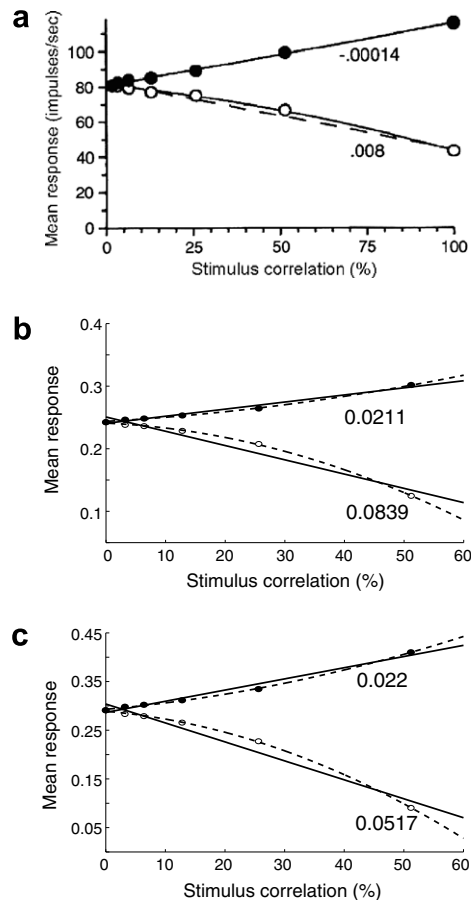 a
Mean response (impulses/sec)
100
80
60
40
20
0
-.00014
.008
0 25 50 75 100
Stimulus correlation (%)
b
Mean response
0.4
0.3
0.2
0.1
0.0211
0.0839
0 10 20 30 40 50 60
Stimulus correlation (%)
c
Mean response
0.45
0.35
0.25
0.15
0.05
0.022
0.0517
0 10 20 30 40 50 60
Stimulus correlation (%)